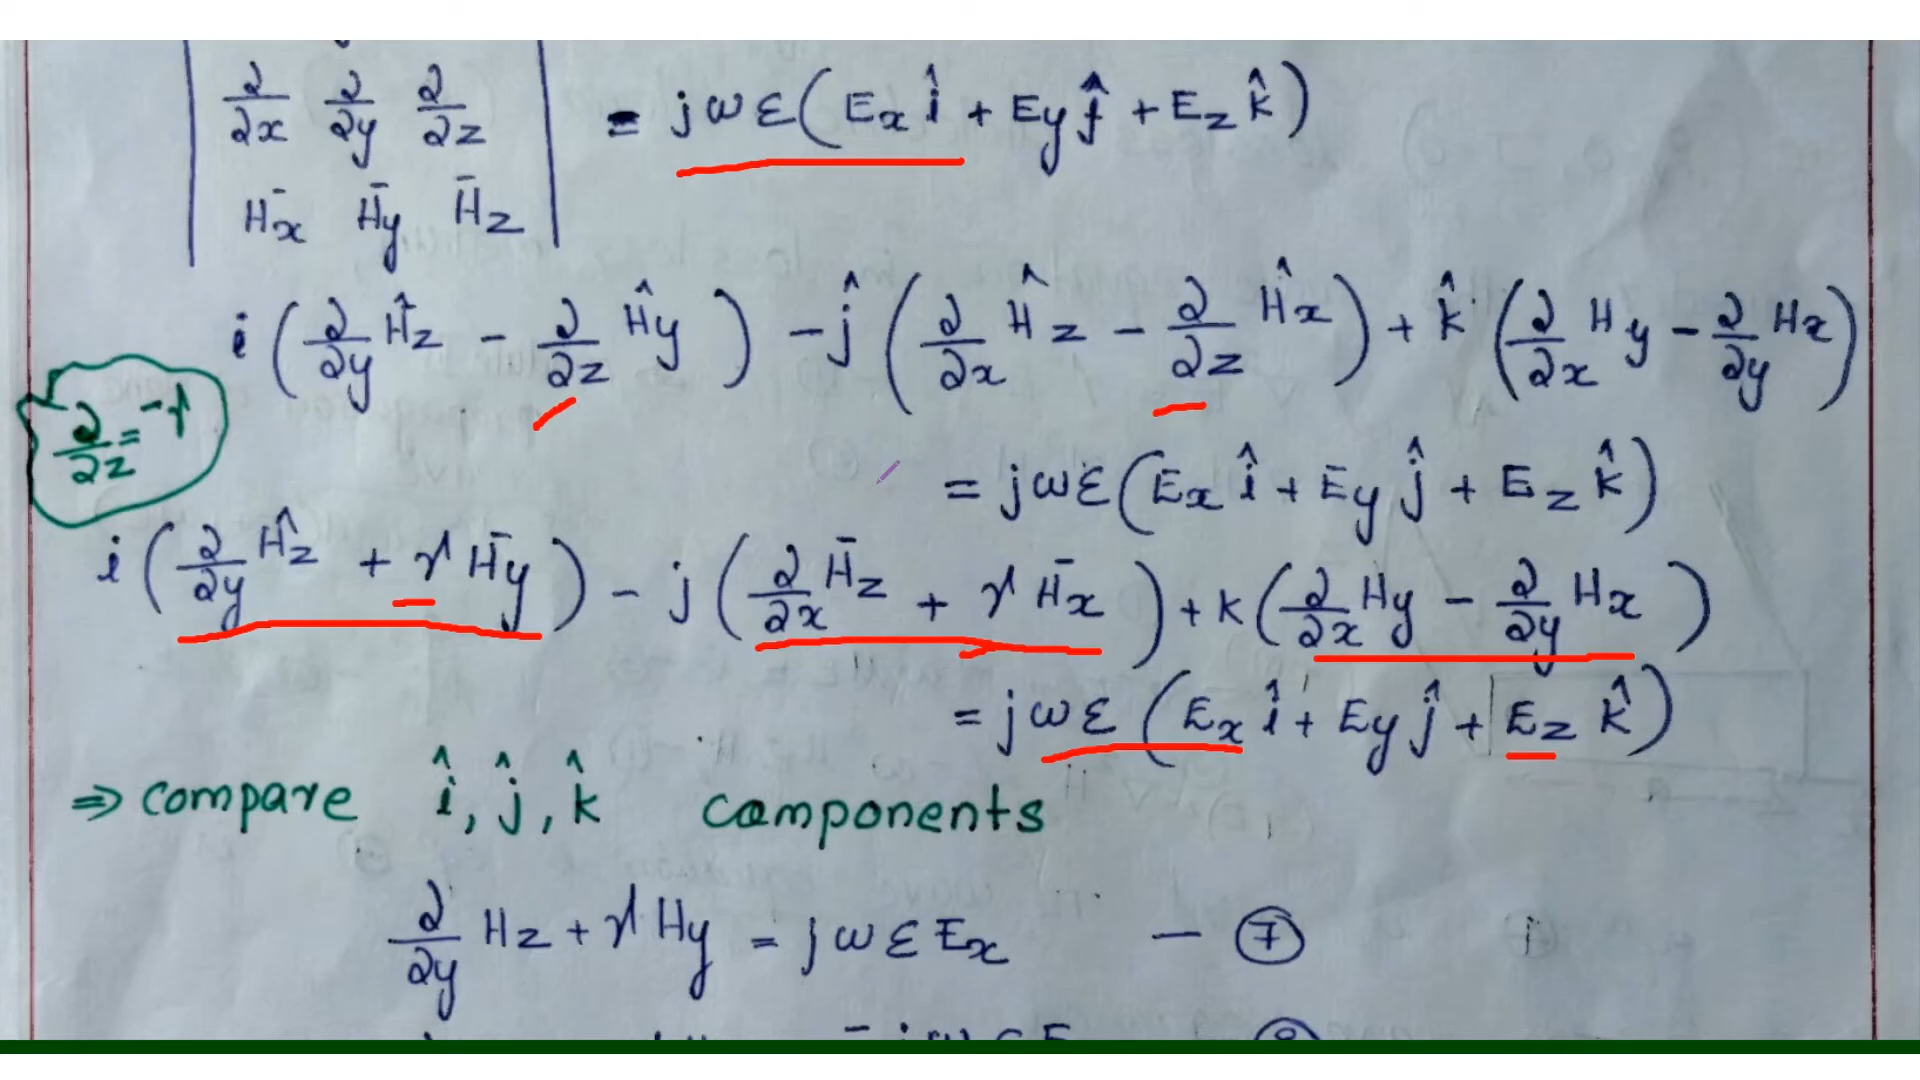 ∂/∂x ∂/∂y ∂/∂z = jωε(Ex î + Ey ĵ + Ez k̂)
H̄x H̄y H̄z
i(∂/∂y Ĥz − ∂/∂z Ĥy) − ĵ(∂/∂x Ĥz − ∂/∂z Ĥx) + k̂(∂/∂x Hy − ∂/∂y Hx)
∂/∂z = −γ
= jωε(Ex î + Ey ĵ + Ez k̂)
i(∂/∂y Ĥz + γ H̄y) − j(∂/∂x H̄z + γ H̄x) + k(∂/∂x Hy − ∂/∂y Hx)
= jωε(Ex î + Ey ĵ + Ez k̂)
⇒ compare î, ĵ, k̂ components
∂/∂y Hz + γ Hy = jωε Ex — ⑦